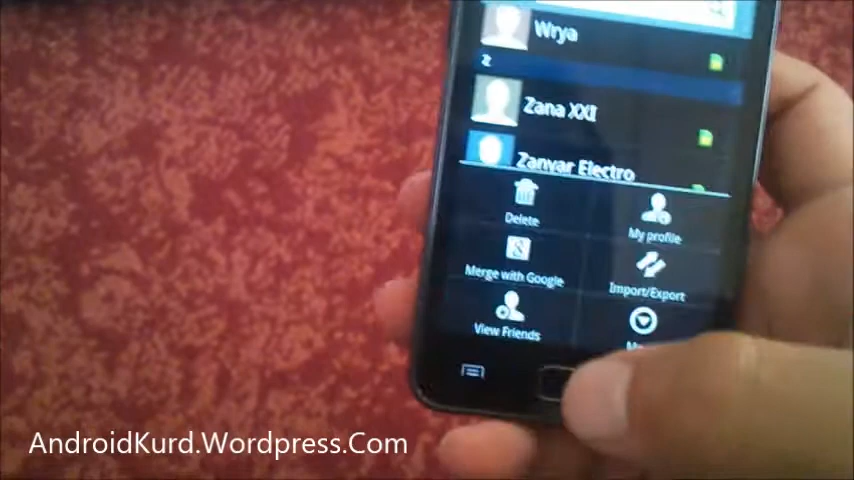 Wrya
Z
Zana XXI
Zanyar Electro
Delete
My profile
Merge with Google
Import/Export
View Friends
AndroidKurd.Wordpress.Com